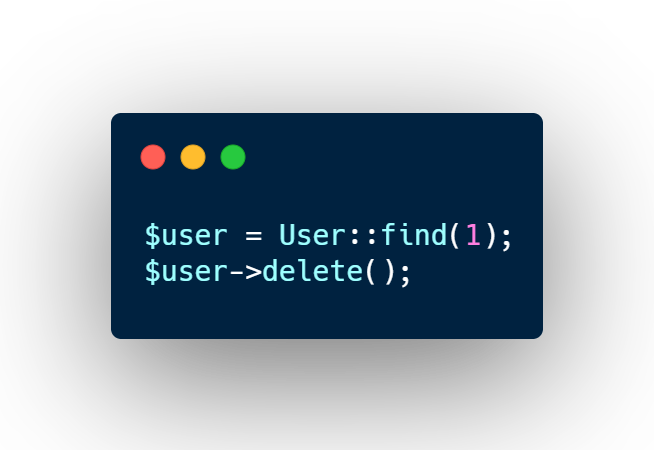 $user = User::find(1);
$user->delete();